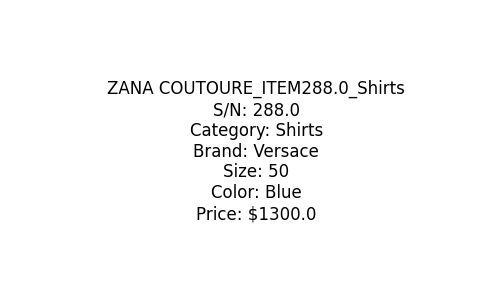 ZANA COUTOURE_ITEM288.0_Shirts
S/N: 288.0
Category: Shirts
Brand: Versace
Size: 50
Color: Blue
Price: $1300.0